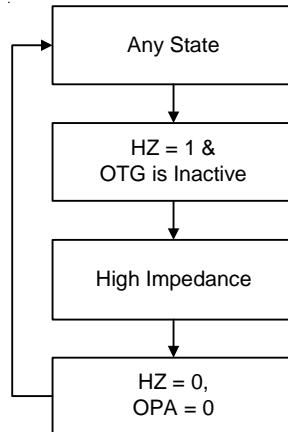 Any State
HZ = 1 &
OTG is Inactive
High Impedance
HZ = 0,
OPA = 0